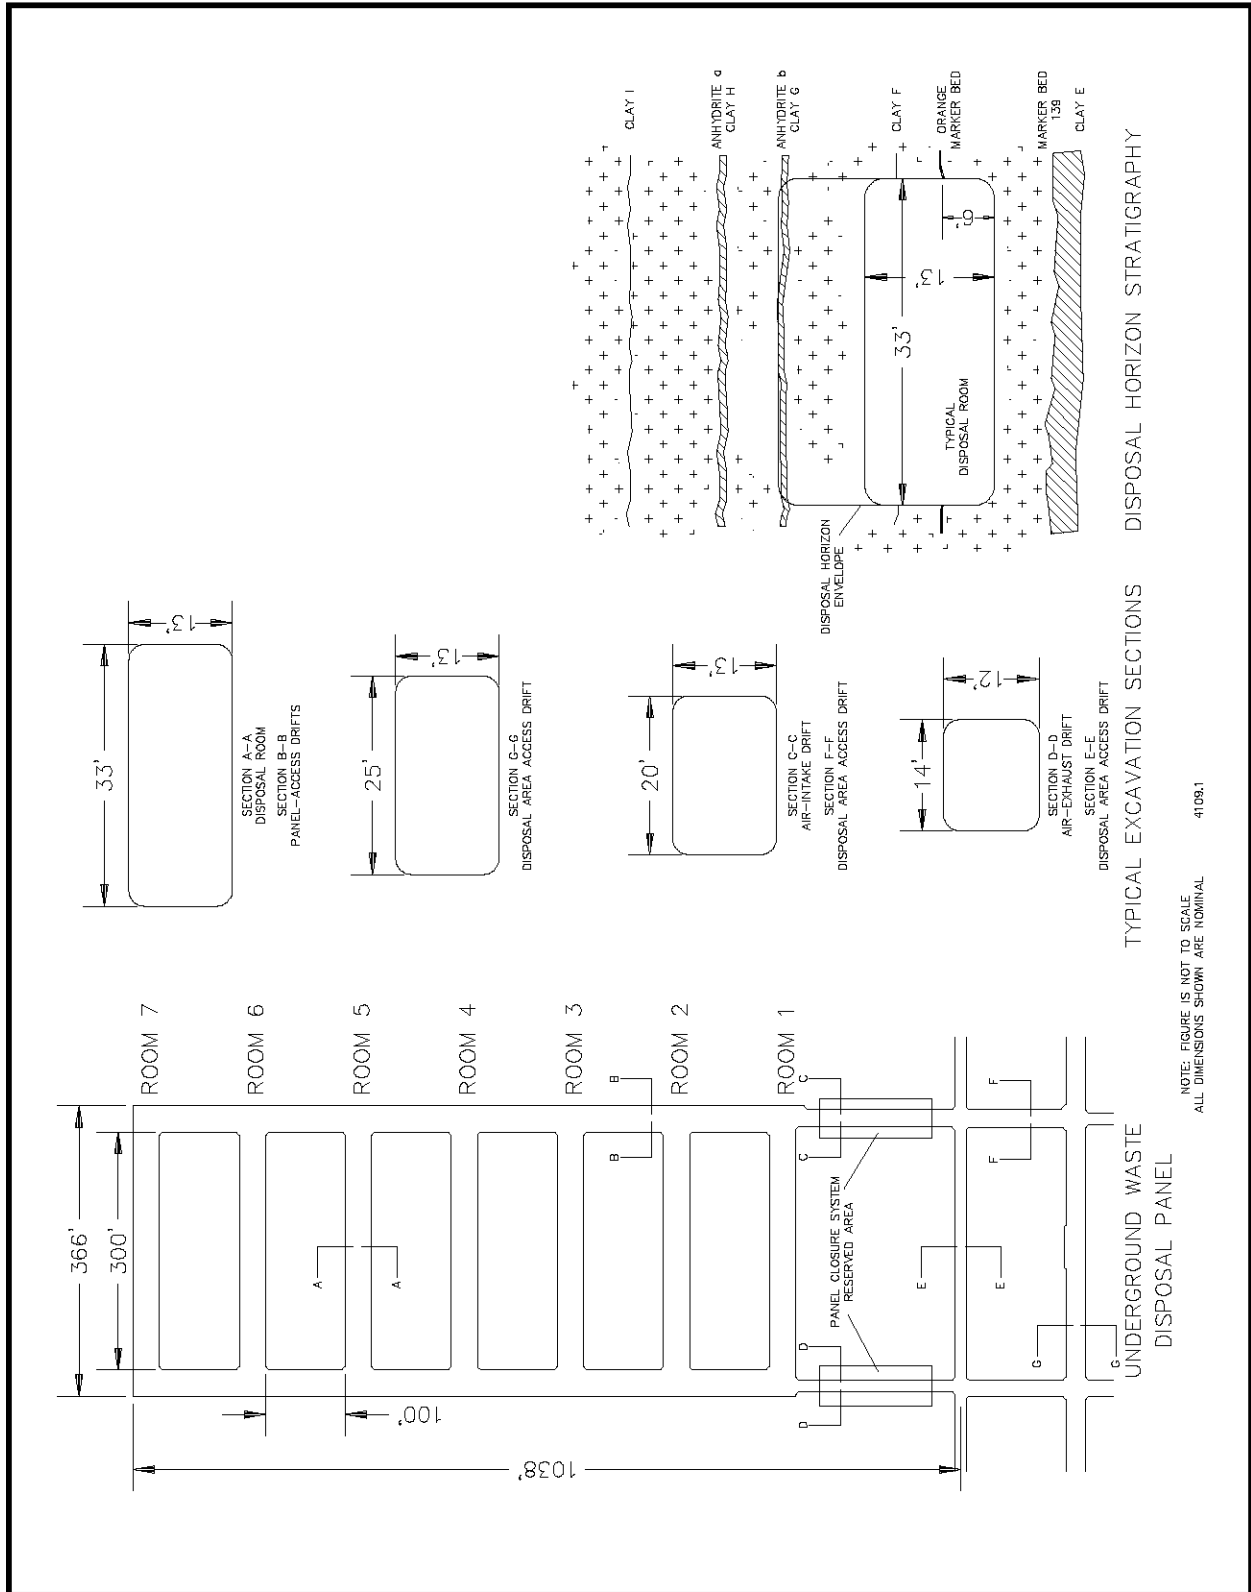 1038'
366'
300'
100'
ROOM 7
ROOM 6
ROOM 5
ROOM 4
ROOM 3
ROOM 2
ROOM 1
A
A
B
B
C
C
D
D
E
E
F
F
G
G
PANEL CLOSURE SYSTEM
RESERVED AREA
UNDERGROUND WASTE
DISPOSAL PANEL
33'
13'
SECTION A-A
DISPOSAL ROOM
SECTION B-B
PANEL-ACCESS DRIFTS
25'
13'
SECTION G-G
DISPOSAL AREA ACCESS DRIFT
20'
13'
SECTION C-C
AIR-INTAKE DRIFT
SECTION F-F
DISPOSAL AREA ACCESS DRIFT
14'
12'
SECTION D-D
AIR-EXHAUST DRIFT
SECTION E-E
DISPOSAL AREA ACCESS DRIFT
TYPICAL EXCAVATION SECTIONS
CLAY I
ANHYDRITE a
CLAY H
ANHYDRITE b
CLAY G
CLAY F
ORANGE
MARKER BED
MARKER BED
139
CLAY E
DISPOSAL HORIZON
ENVELOPE
33'
13'
6'
TYPICAL
DISPOSAL ROOM
DISPOSAL HORIZON STRATIGRAPHY
NOTE: FIGURE IS NOT TO SCALE
ALL DIMENSIONS SHOWN ARE NOMINAL
4109.1